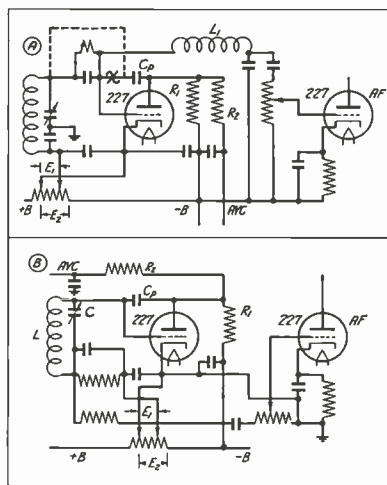 A
L₁
Cp
227
R₁
R₂
227
AF
E₁
E₂
+B
-B
AVC
B
AVC
R₂
Cp
C
227
R₁
227
AF
L
E₁
+B
E₂
-B